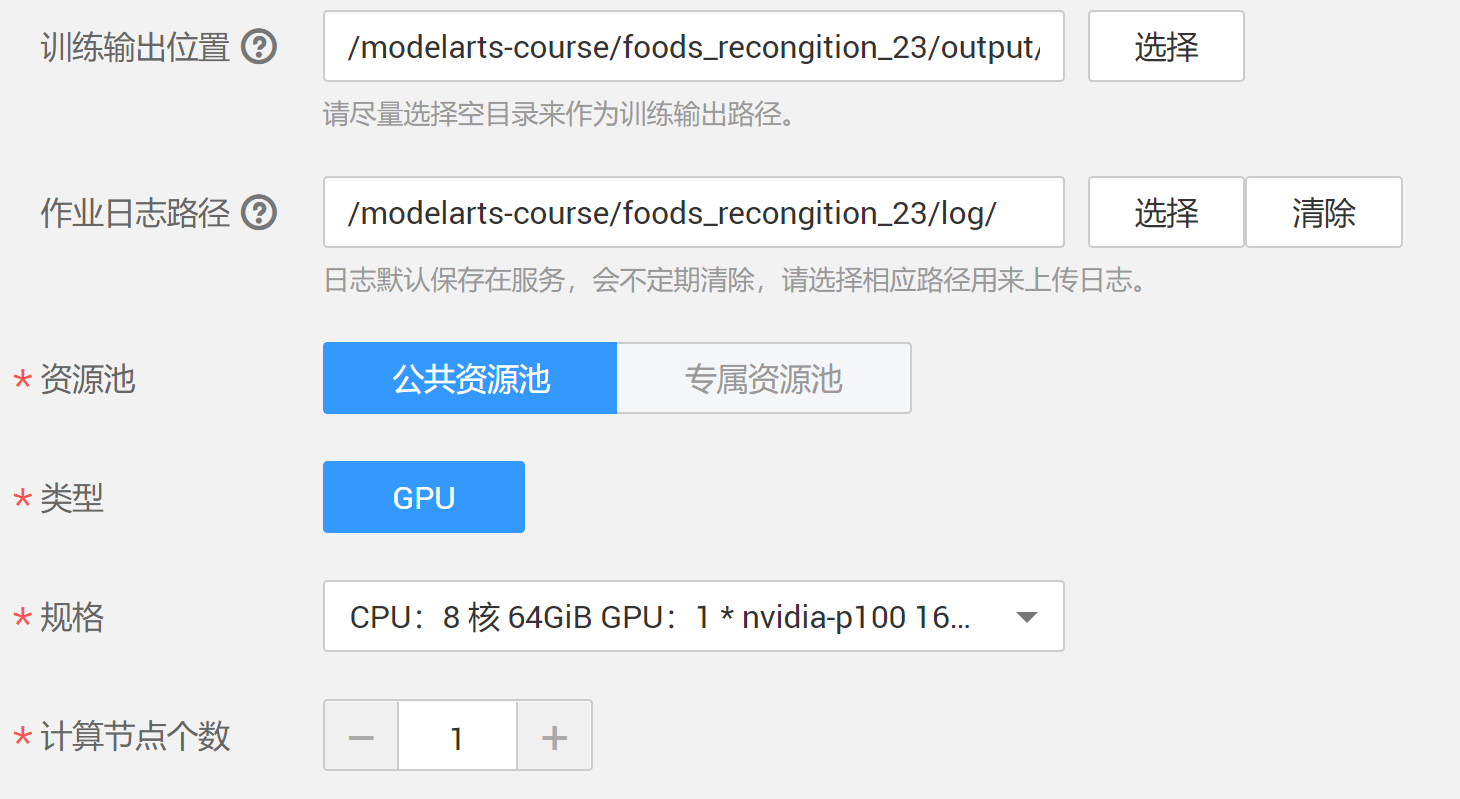 训练输出位置 ? /modelarts-course/foods_recongition_23/output/ 选择
请尽量选择空目录来作为训练输出路径。
作业日志路径 ? /modelarts-course/foods_recongition_23/log/ 选择 清除
日志默认保存在服务，会不定期清除，请选择相应路径用来上传日志。
* 资源池 公共资源池 专属资源池
* 类型 GPU
* 规格 CPU：8 核 64GiB GPU：1 * nvidia-p100 16...
* 计算节点个数 − 1 +